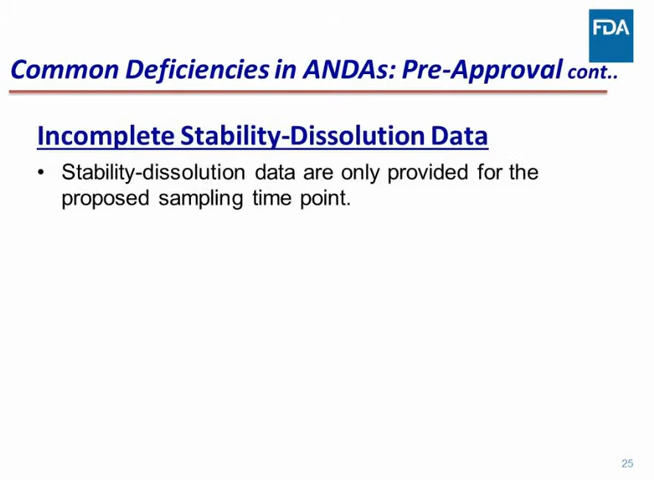 FDA
Common Deficiencies in ANDAs: Pre-Approval cont..
Incomplete Stability-Dissolution Data
• Stability-dissolution data are only provided for the
proposed sampling time point.
25